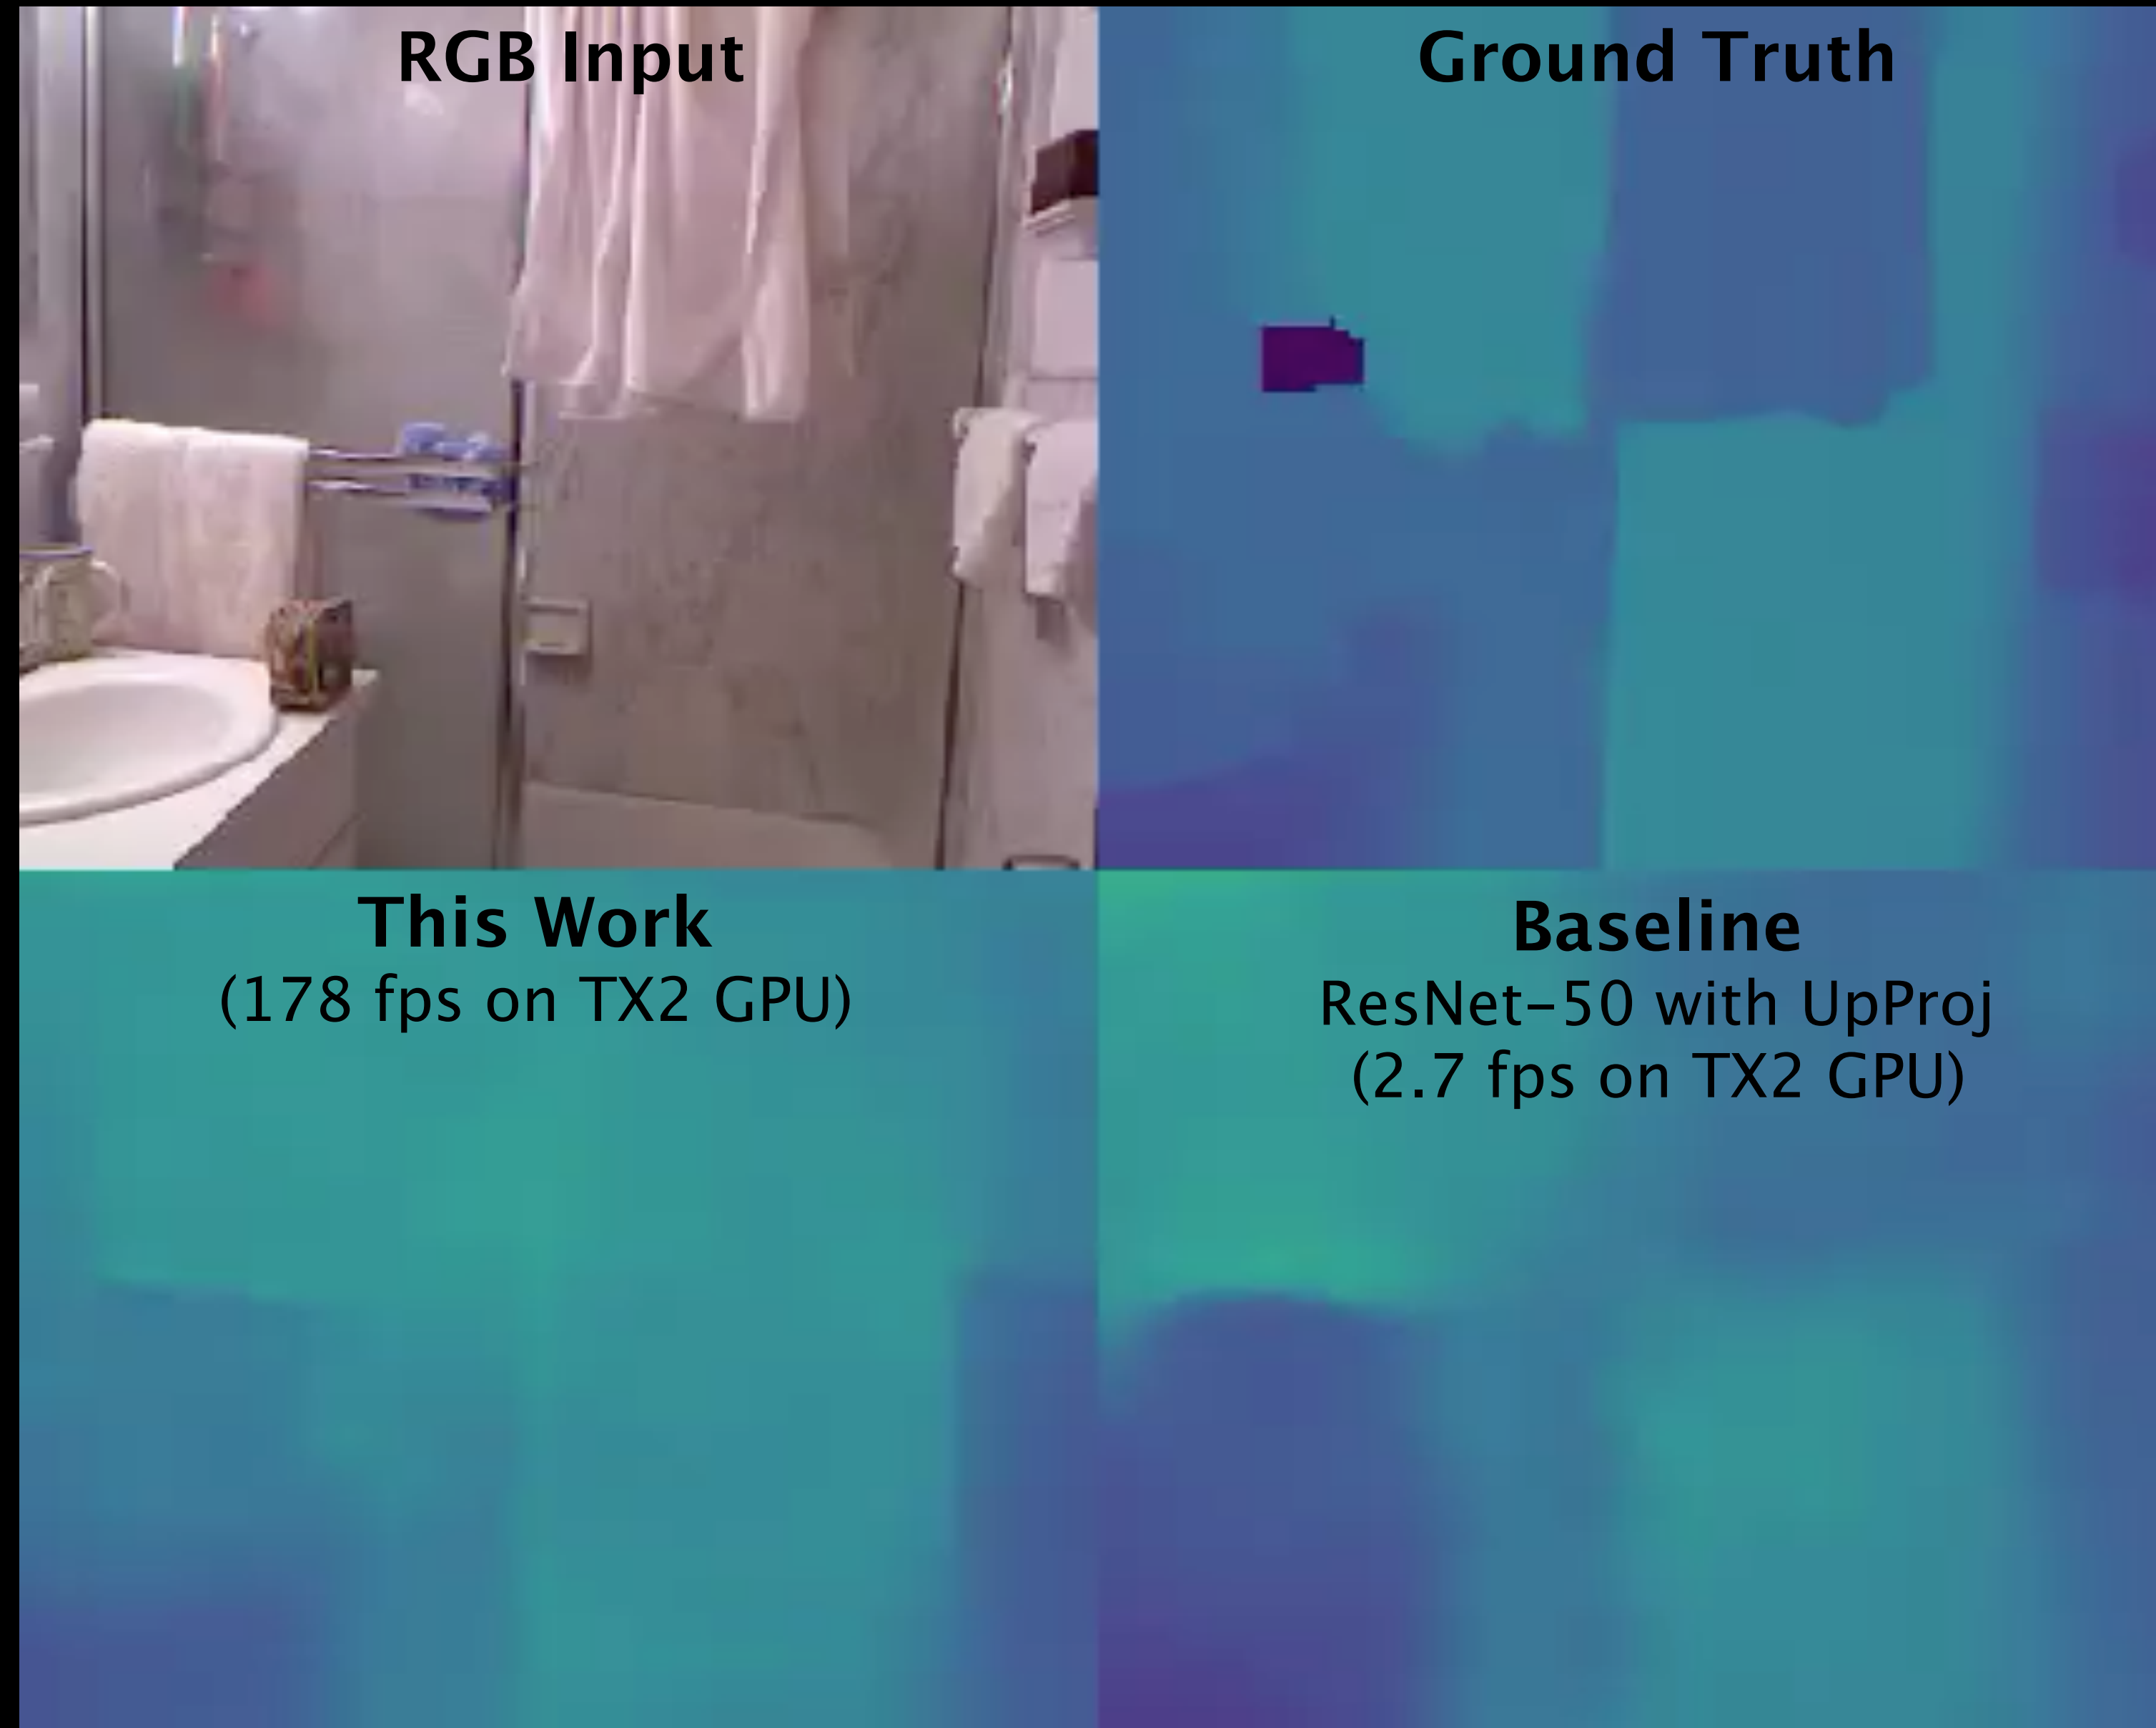 RGB Input
Ground Truth
This Work
(178 fps on TX2 GPU)
Baseline
ResNet-50 with UpProj
(2.7 fps on TX2 GPU)